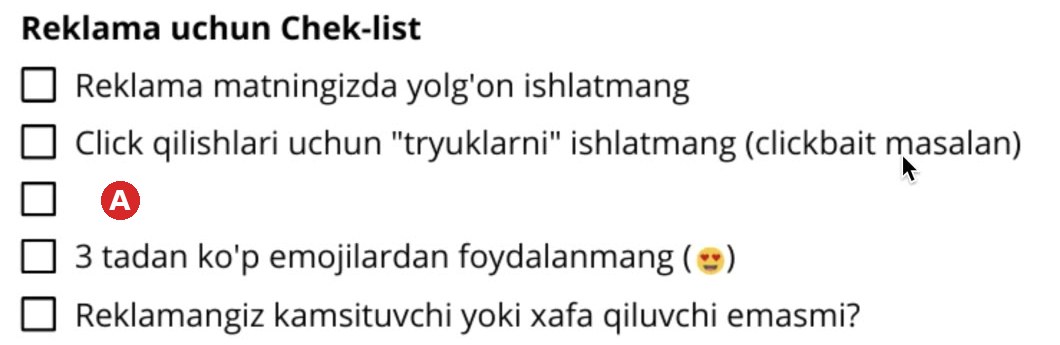 Reklama uchun Chek-list
Reklama matningizda yolg'on ishlatmang
Click qilishlari uchun "tryuklarni" ishlatmang (clickbait masalan)
A
3 tadan ko'p emojilardan foydalanmang (😍)
Reklamangiz kamsituvchi yoki xafa qiluvchi emasmi?